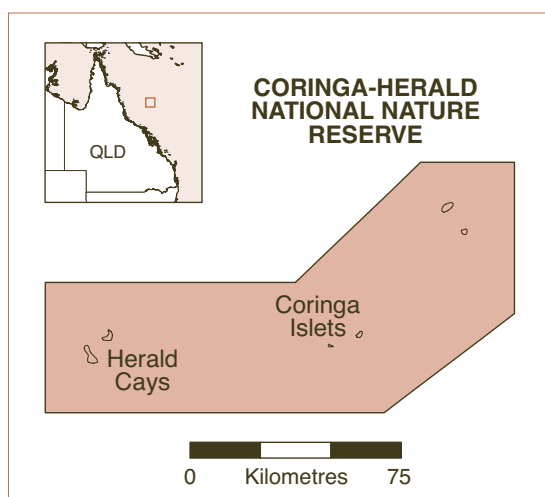 CORINGA-HERALD
NATIONAL NATURE
RESERVE
QLD
Coringa
Islets
Herald
Cays
0 Kilometres 75